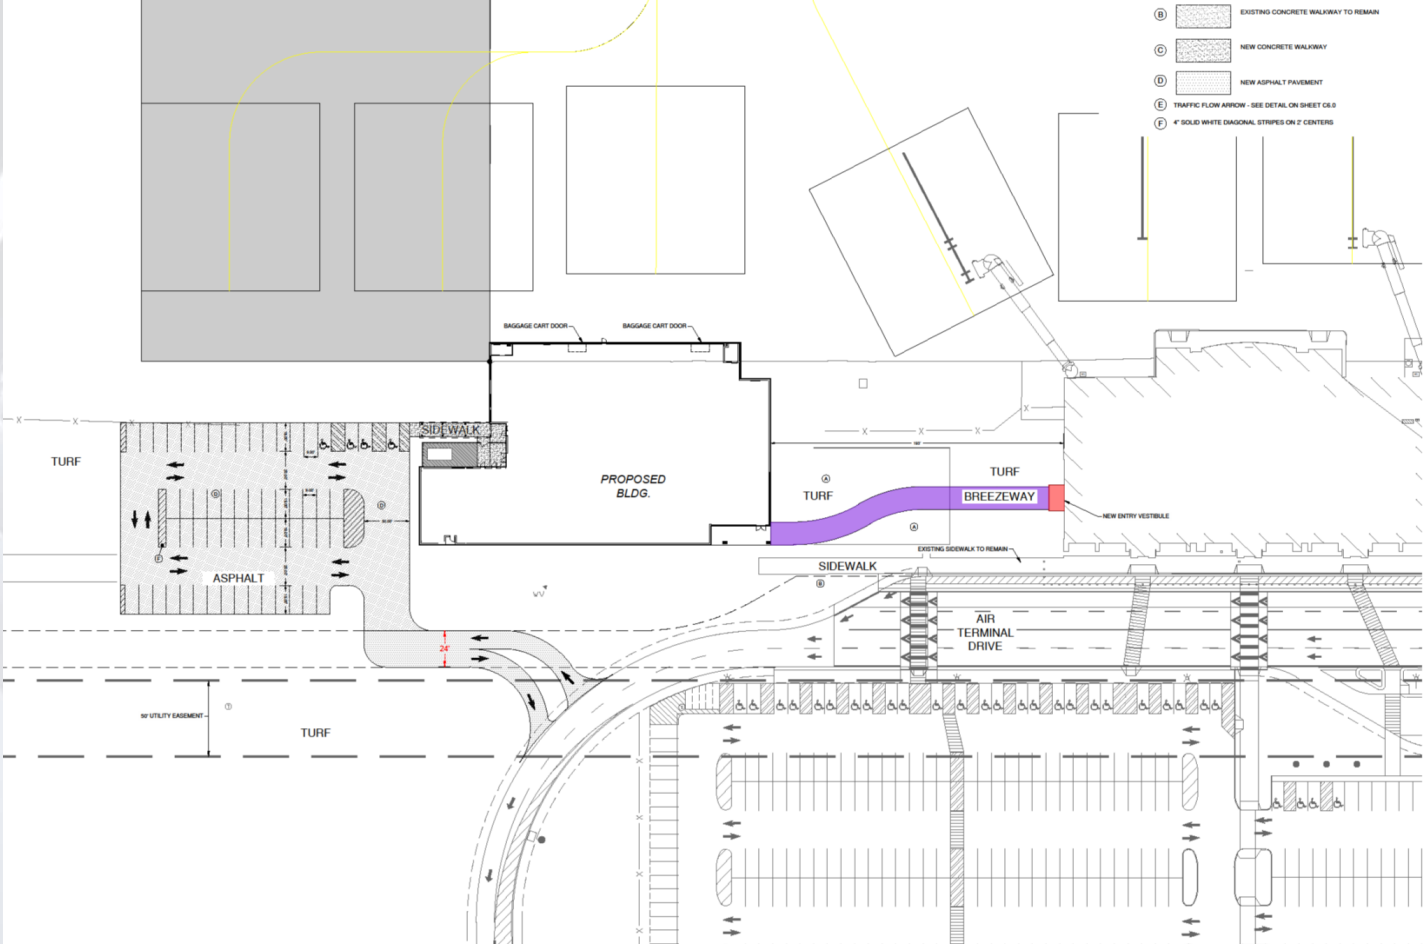 B EXISTING CONCRETE WALKWAY TO REMAIN
C NEW CONCRETE WALKWAY
D NEW ASPHALT PAVEMENT
E TRAFFIC FLOW ARROW - SEE DETAIL ON SHEET C6.0
F 4" SOLID WHITE DIAGONAL STRIPES ON 2' CENTERS
BAGGAGE CART DOOR
BAGGAGE CART DOOR
SIDEWALK
TURF
PROPOSED
BLDG.
TURF
A
TURF
BREEZEWAY
NEW ENTRY VESTIBULE
A
D
F
ASPHALT
EXISTING SIDEWALK TO REMAIN
SIDEWALK
B
AIR
TERMINAL
DRIVE
24'
50' UTILITY EASEMENT
1
TURF